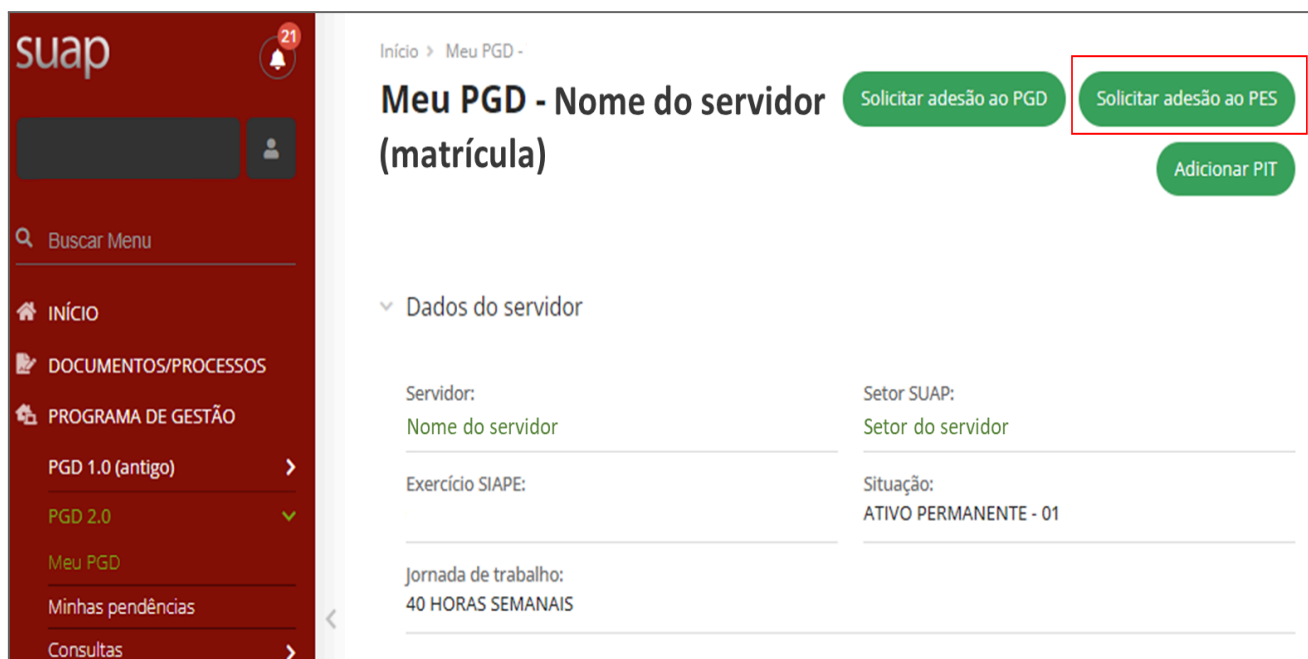 suap
21
Buscar Menu
INÍCIO
DOCUMENTOS/PROCESSOS
PROGRAMA DE GESTÃO
PGD 1.0 (antigo)
PGD 2.0
Meu PGD
Minhas pendências
Consultas
Início > Meu PGD -
Meu PGD - Nome do servidor
(matrícula)
Solicitar adesão ao PGD
Solicitar adesão ao PES
Adicionar PIT
Dados do servidor
Servidor:
Nome do servidor
Setor SUAP:
Setor do servidor
Exercício SIAPE:
Situação:
ATIVO PERMANENTE - 01
Jornada de trabalho:
40 HORAS SEMANAIS